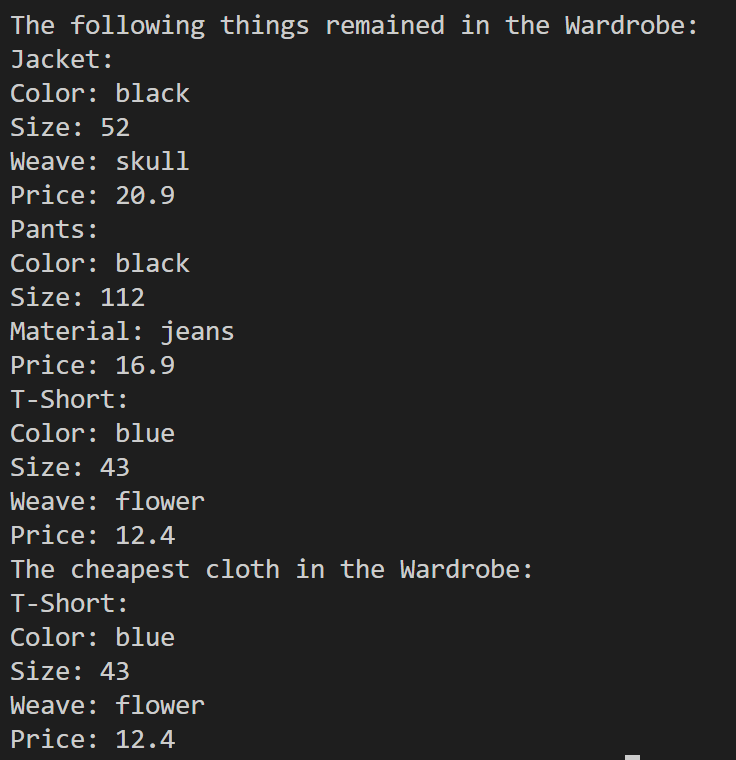 The following things remained in the Wardrobe:
Jacket:
Color: black
Size: 52
Weave: skull
Price: 20.9
Pants:
Color: black
Size: 112
Material: jeans
Price: 16.9
T-Short:
Color: blue
Size: 43
Weave: flower
Price: 12.4
The cheapest cloth in the Wardrobe:
T-Short:
Color: blue
Size: 43
Weave: flower
Price: 12.4